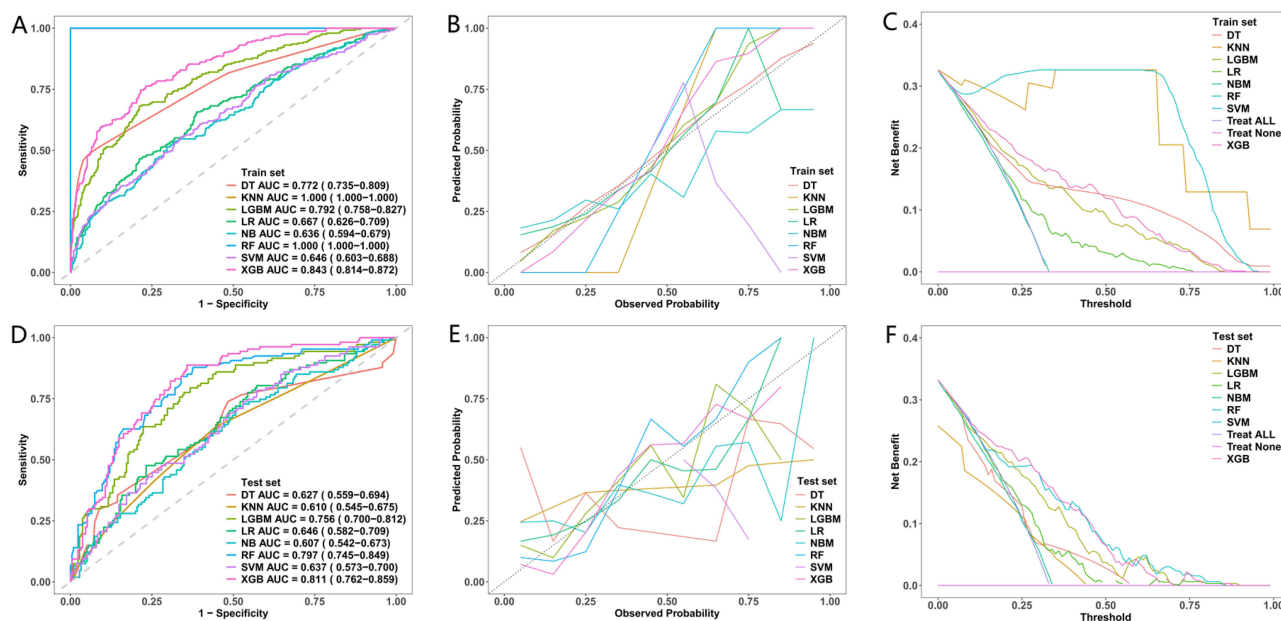 A
Sensitivity
1.00
0.75
0.50
0.25
0.00
Train set
DT AUC = 0.772 ( 0.735−0.809)
KNN AUC = 1.000 ( 1.000−1.000)
LGBM AUC = 0.792 ( 0.758−0.827)
LR AUC = 0.667 ( 0.626−0.709)
NB AUC = 0.636 ( 0.594−0.679)
RF AUC = 1.000 ( 1.000−1.000)
SVM AUC = 0.646 ( 0.603−0.688)
XGB AUC = 0.843 ( 0.814−0.872)
0.00 0.25 0.50 0.75 1.00
1 − Specificity
B
Predicted Probability
1.00
0.75
0.50
0.25
0.00
Train set
DT
KNN
LGBM
LR
NBM
RF
SVM
XGB
0.00 0.25 0.50 0.75 1.00
Observed Probability
C
Net Benefit
0.4
0.3
0.2
0.1
0.0
Train set
DT
KNN
LGBM
LR
NBM
RF
SVM
Treat ALL
Treat None
XGB
0.00 0.25 0.50 0.75 1.00
Threshold
D
Sensitivity
1.00
0.75
0.50
0.25
0.00
Test set
DT AUC = 0.627 ( 0.559−0.694)
KNN AUC = 0.610 ( 0.545−0.675)
LGBM AUC = 0.756 ( 0.700−0.812)
LR AUC = 0.646 ( 0.582−0.709)
NB AUC = 0.607 ( 0.542−0.673)
RF AUC = 0.797 ( 0.745−0.849)
SVM AUC = 0.637 ( 0.573−0.700)
XGB AUC = 0.811 ( 0.762−0.859)
0.00 0.25 0.50 0.75 1.00
1 − Specificity
E
Predicted Probability
1.00
0.75
0.50
0.25
0.00
Test set
DT
KNN
LGBM
LR
NBM
RF
SVM
XGB
0.00 0.25 0.50 0.75 1.00
Observed Probability
F
Net Benefit
0.4
0.3
0.2
0.1
0.0
Test set
DT
KNN
LGBM
LR
NBM
RF
SVM
Treat ALL
Treat None
XGB
0.00 0.25 0.50 0.75 1.00
Threshold